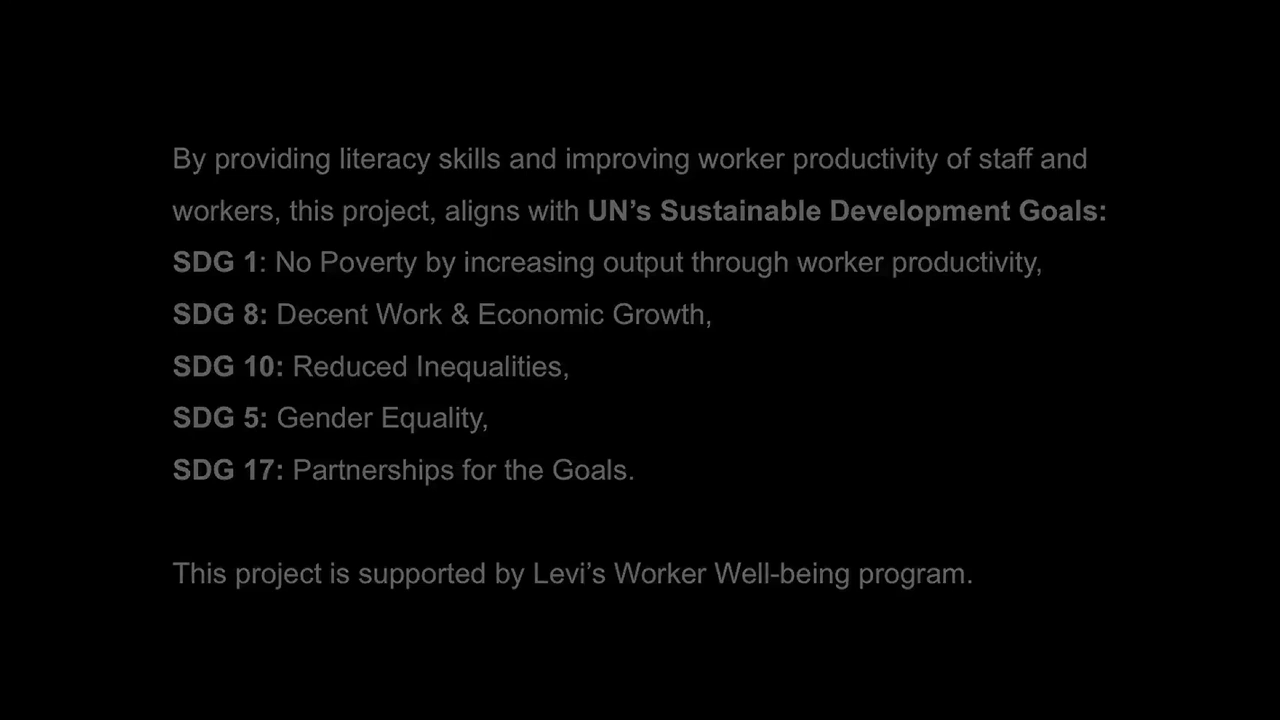 By providing literacy skills and improving worker productivity of staff and
workers, this project, aligns with UN’s Sustainable Development Goals:
SDG 1: No Poverty by increasing output through worker productivity,
SDG 8: Decent Work & Economic Growth,
SDG 10: Reduced Inequalities,
SDG 5: Gender Equality,
SDG 17: Partnerships for the Goals.
This project is supported by Levi’s Worker Well-being program.